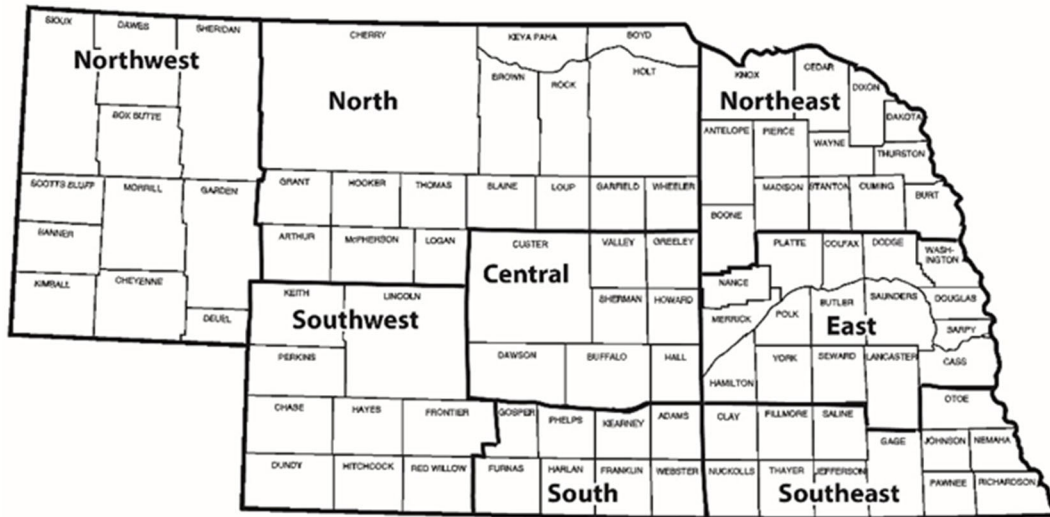 SIOUX DAWES SHERIDAN CHERRY KEYA PAHA BOYD
Northwest
BROWN ROCK HOLT
North
KNOX CEDAR DIXON
Northeast
BOX BUTTE
DAKOTA
ANTELOPE PIERCE WAYNE
THURSTON
SCOTTS BLUFF MORRILL GARDEN GRANT HOOKER THOMAS BLAINE LOUP GARFIELD WHEELER
MADISON STANTON CUMING BURT
BOONE
BANNER
ARTHUR McPHERSON LOGAN
CUSTER VALLEY GREELEY
PLATTE COLFAX DODGE WASH-
INGTON
Central
KIMBALL CHEYENNE
NANCE
KEITH LINCOLN
SHERMAN HOWARD
BUTLER SAUNDERS DOUGLAS
DEUEL
Southwest
MERRICK POLK
East
SARPY
PERKINS
DAWSON BUFFALO HALL
YORK SEWARD LANCASTER CASS
HAMILTON
CHASE HAYES FRONTIER GOSPER PHELPS KEARNEY ADAMS CLAY FILLMORE SALINE
OTOE
GAGE JOHNSON NEMAHA
DUNDY HITCHCOCK RED WILLOW FURNAS HARLAN FRANKLIN WEBSTER NUCKOLLS THAYER JEFFERSON
PAWNEE RICHARDSON
South
Southeast